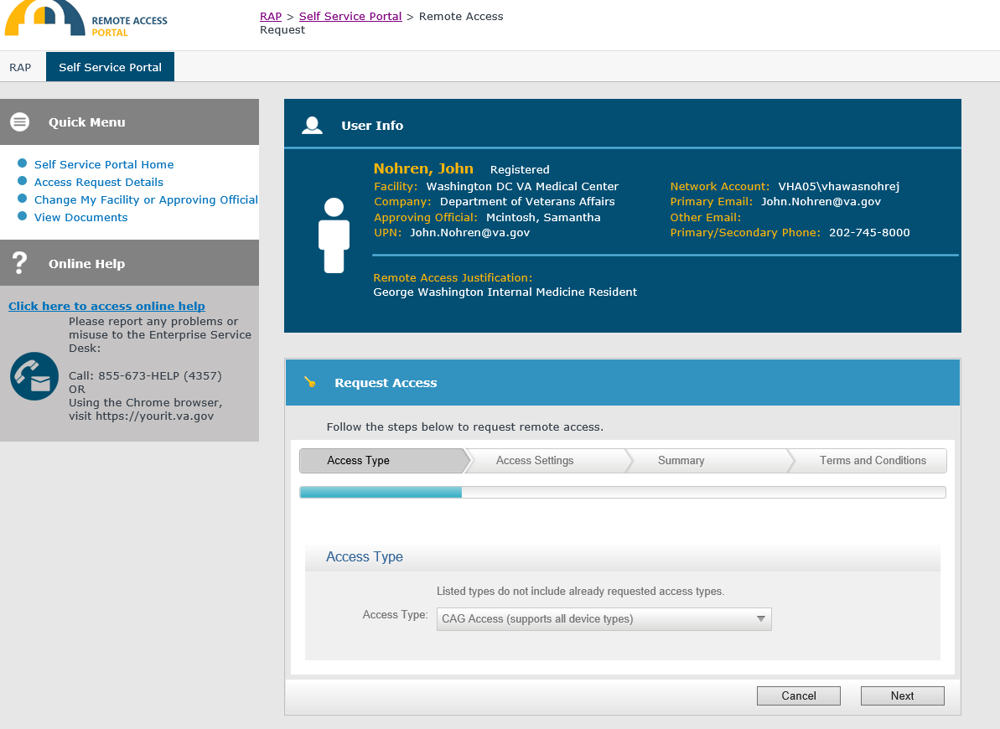 REMOTE ACCESS
PORTAL
RAP > Self Service Portal > Remote Access
Request
RAP
Self Service Portal
Quick Menu
Self Service Portal Home
Access Request Details
Change My Facility or Approving Official
View Documents
? Online Help
Click here to access online help
Please report any problems or
misuse to the Enterprise Service
Desk:
Call: 855-673-HELP (4357)
OR
Using the Chrome browser,
visit https://yourit.va.gov
User Info
Nohren, John Registered
Facility: Washington DC VA Medical Center
Company: Department of Veterans Affairs
Approving Official: Mcintosh, Samantha
UPN: John.Nohren@va.gov
Network Account: VHA05\vhawasnohrej
Primary Email: John.Nohren@va.gov
Other Email:
Primary/Secondary Phone: 202-745-8000
Remote Access Justification:
George Washington Internal Medicine Resident
Request Access
Follow the steps below to request remote access.
Access Type Access Settings Summary Terms and Conditions
Access Type
Listed types do not include already requested access types.
Access Type: CAG Access (supports all device types)
Cancel Next